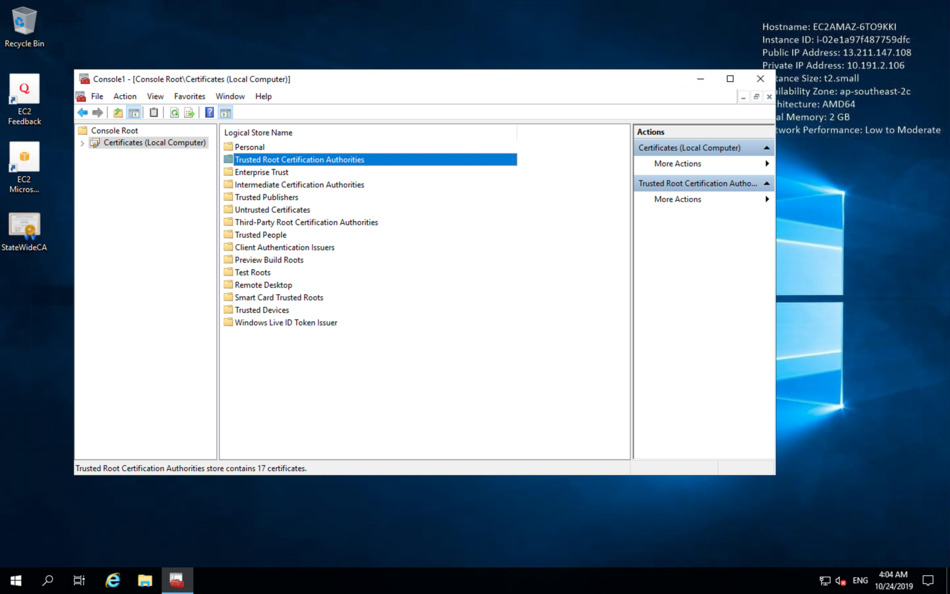 Recycle Bin
EC2
Feedback
EC2
Micros...
StateWideCA
Hostname: EC2AMAZ-6TO9KKI
Instance ID: i-02e1a97f487759dfc
Public IP Address: 13.211.147.108
Private IP Address: 10.191.2.106
stance Size: t2.small
ailability Zone: ap-southeast-2c
chitecture: AMD64
al Memory: 2 GB
twork Performance: Low to Moderate
Console1 - [Console Root\Certificates (Local Computer)]
File Action View Favorites Window Help
Console Root
Certificates (Local Computer)
Logical Store Name
Personal
Trusted Root Certification Authorities
Enterprise Trust
Intermediate Certification Authorities
Trusted Publishers
Untrusted Certificates
Third-Party Root Certification Authorities
Trusted People
Client Authentication Issuers
Preview Build Roots
Test Roots
Remote Desktop
Smart Card Trusted Roots
Trusted Devices
Windows Live ID Token Issuer
Actions
Certificates (Local Computer)
More Actions
Trusted Root Certification Autho...
More Actions
Trusted Root Certification Authorities store contains 17 certificates.
ENG
4:04 AM
10/24/2019